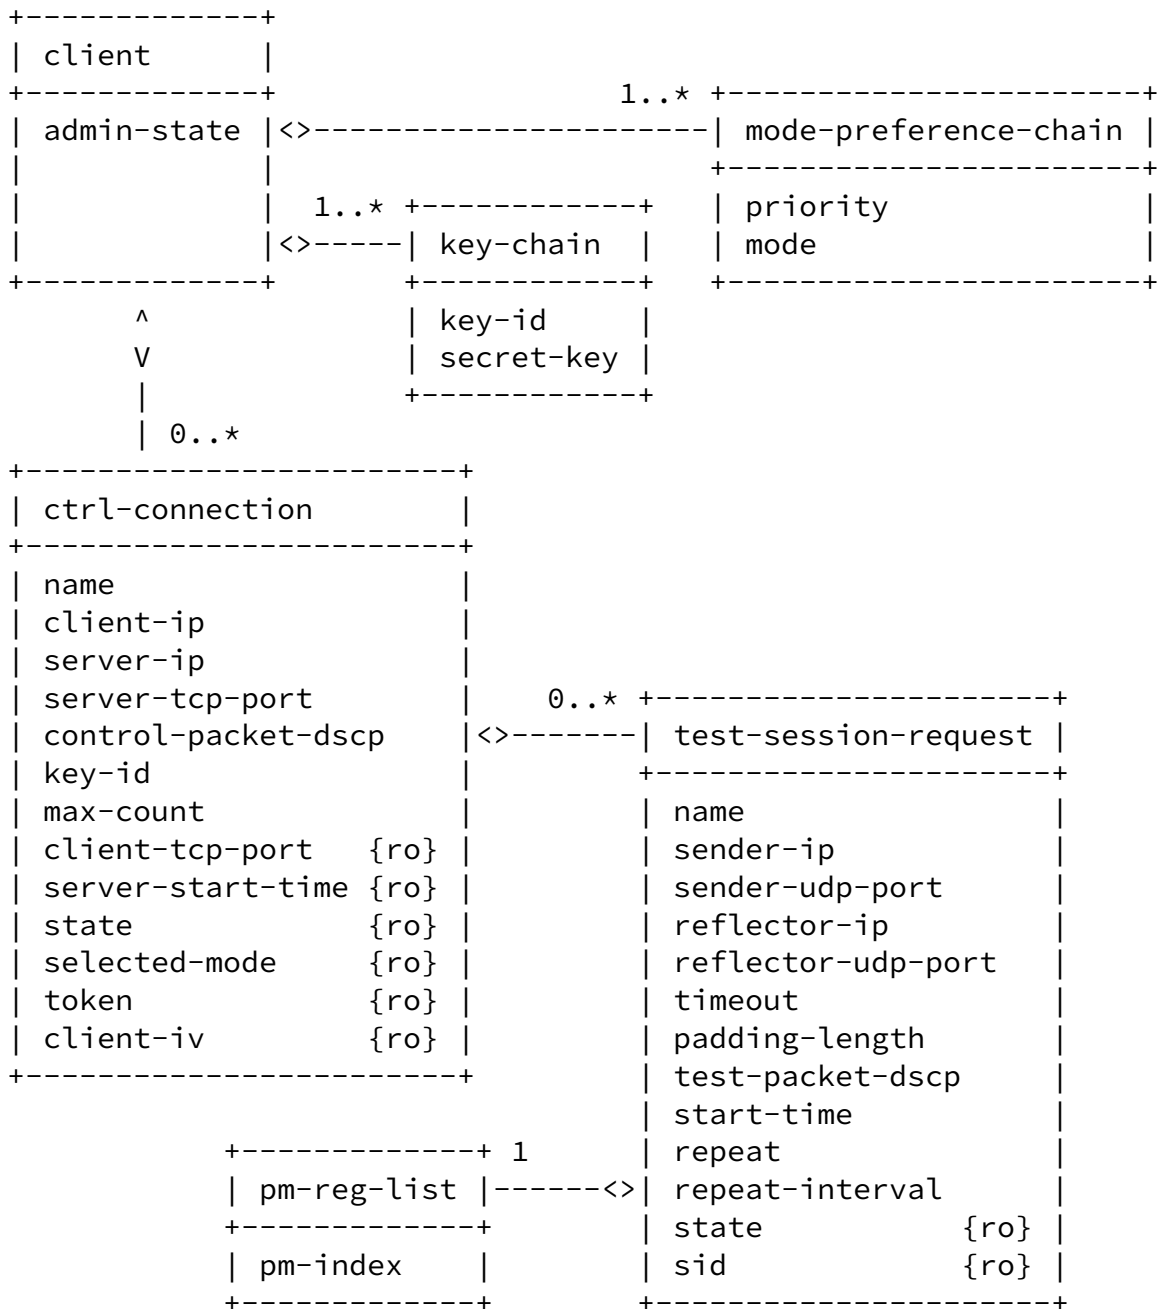 +-------------+
| client      |
+-------------+                   1..* +-----------------------+
| admin-state |<>----------------------| mode-preference-chain |
|             |                        +-----------------------+
|             |  1..* +------------+   | priority              |
|             |<>-----| key-chain  |   | mode                  |
+-------------+       +------------+   +-----------------------+
       ^              | key-id     |
       V              | secret-key |
       |              +------------+
       | 0..*
+------------------------+
| ctrl-connection        |
+------------------------+
| name                   |
| client-ip              |
| server-ip              |
| server-tcp-port        |    0..* +----------------------+
| control-packet-dscp    |<>-------| test-session-request |
| key-id                 |         +----------------------+
| max-count              |         | name                 |
| client-tcp-port   {ro} |         | sender-ip            |
| server-start-time {ro} |         | sender-udp-port      |
| state             {ro} |         | reflector-ip         |
| selected-mode     {ro} |         | reflector-udp-port   |
| token             {ro} |         | timeout              |
| client-iv         {ro} |         | padding-length       |
+------------------------+         | test-packet-dscp     |
                                   | start-time           |
            +-------------+ 1      | repeat               |
            | pm-reg-list |------<>| repeat-interval      |
            +-------------+        | state           {ro} |
            | pm-index    |        | sid             {ro} |
            +-------------+        +----------------------+